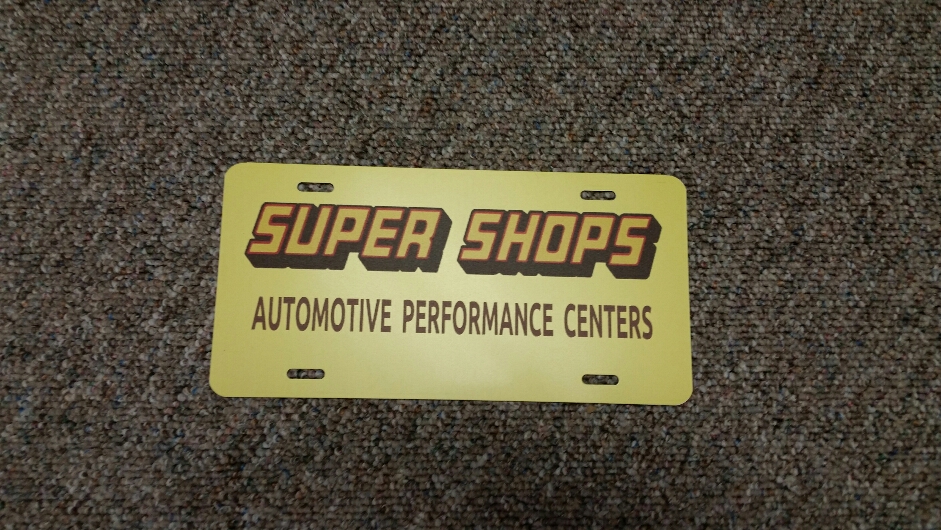 SUPER SHOPS
AUTOMOTIVE PERFORMANCE CENTERS